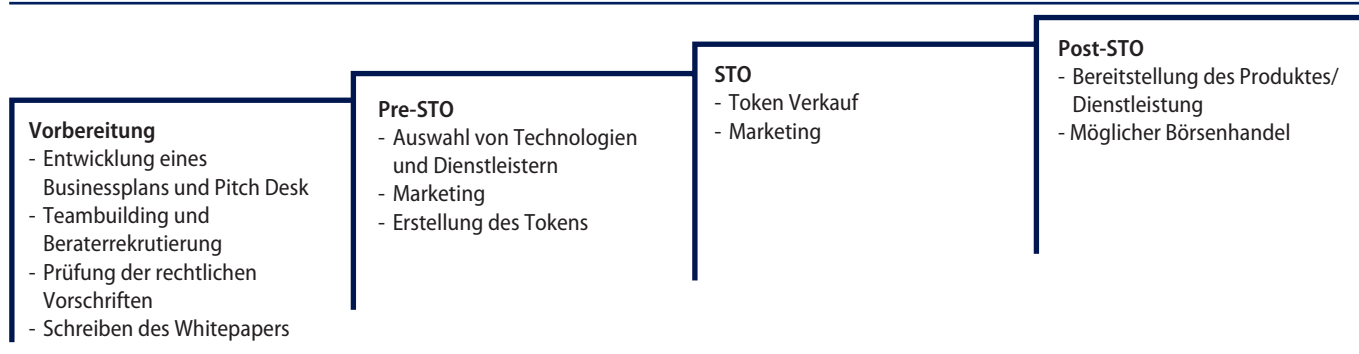 Vorbereitung
- Entwicklung eines
Businessplans und Pitch Desk
- Teambuilding und
Beraterrekrutierung
- Prüfung der rechtlichen
Vorschriften
- Schreiben des Whitepapers
Pre-STO
- Auswahl von Technologien
und Dienstleistern
- Marketing
- Erstellung des Tokens
STO
- Token Verkauf
- Marketing
Post-STO
- Bereitstellung des Produktes/
Dienstleistung
- Möglicher Börsenhandel